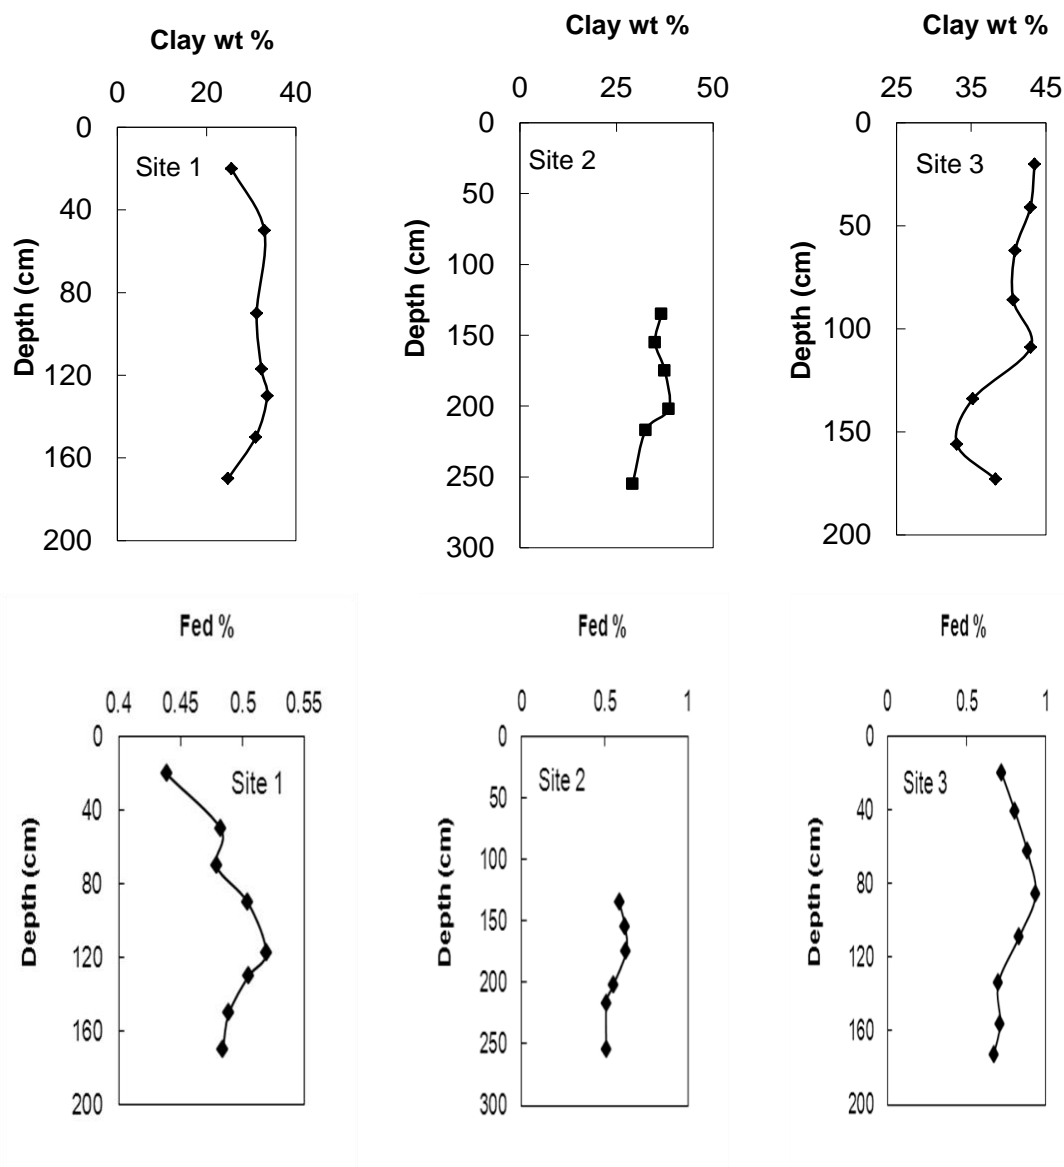 Clay wt %
0 20 40
0
40
80
120
160
200
Depth (cm)
Site 1
Clay wt %
0 25 50
0
50
100
150
200
250
300
Depth (cm)
Site 2
Clay wt %
25 35 45
0
50
100
150
200
Depth (cm)
Site 3
Fed %
0.4 0.45 0.5 0.55
0
40
80
120
160
200
Depth (cm)
Site 1
Fed %
0 0.5 1
0
50
100
150
200
250
300
Depth (cm)
Site 2
Fed %
0 0.5 1
0
40
80
120
160
200
Depth (cm)
Site 3